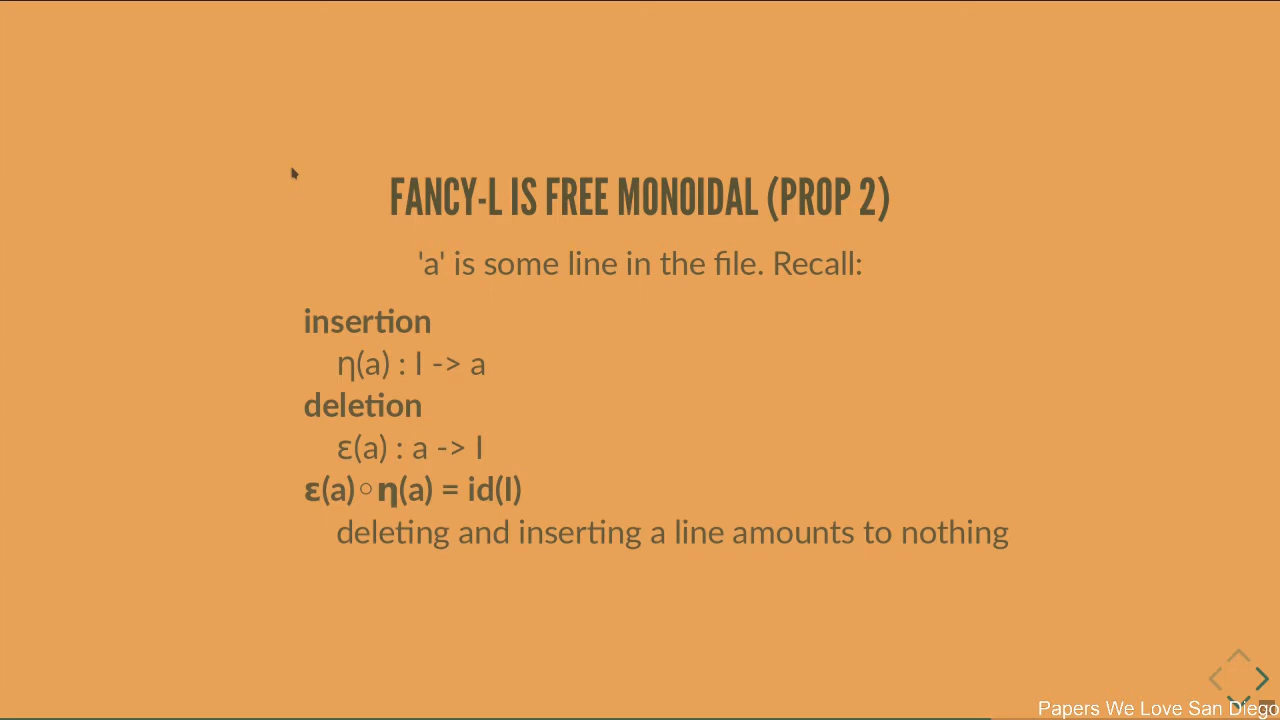 FANCY-L IS FREE MONOIDAL (PROP 2)
'a' is some line in the file. Recall:
insertion
η(a) : I -> a
deletion
ε(a) : a -> I
ε(a)◦η(a) = id(I)
deleting and inserting a line amounts to nothing
Papers We Love San Diego